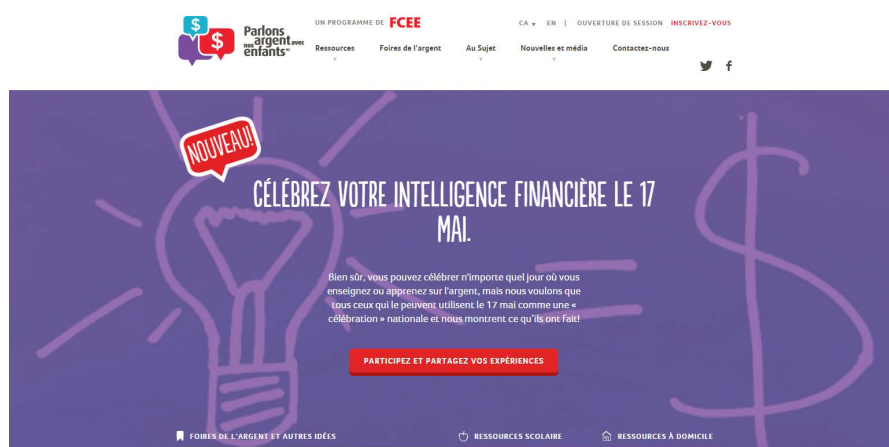 Parlons
argent avec
nos
enfants
UN PROGRAMME DE FCEE
CA EN | OUVERTURE DE SESSION INSCRIVEZ-VOUS
Ressources Foires de l'argent Au Sujet Nouvelles et média Contactez-nous
NOUVEAU!
CÉLÉBREZ VOTRE INTELLIGENCE FINANCIÈRE LE 17
MAI.
Bien sûr, vous pouvez célébrer n'importe quel jour où vous
enseignez ou apprenez sur l'argent, mais nous voulons que
tous ceux qui le peuvent utilisent le 17 mai comme une «
célébration » nationale et nous montrent ce qu'ils ont fait!
PARTICIPEZ ET PARTAGEZ VOS EXPÉRIENCES
FOIRES DE L'ARGENT ET AUTRES IDÉES RESSOURCES SCOLAIRE RESSOURCES À DOMICILE